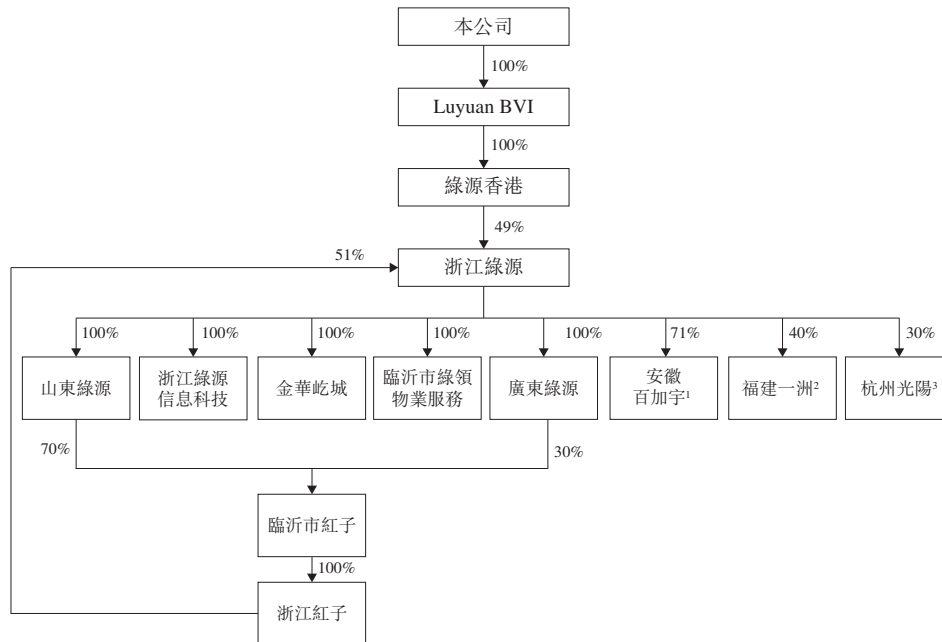 本公司
100%
Luyuan BVI
100%
綠源香港
49%
51%
浙江綠源
100%
100%
100%
100%
100%
71%
40%
30%
山東綠源
浙江綠源
信息科技
金華屹城
臨沂市綠領
物業服務
廣東綠源
安徽
百加宇¹
福建一洲²
杭州光陽³
70%
30%
臨沂市紅子
100%
浙江紅子